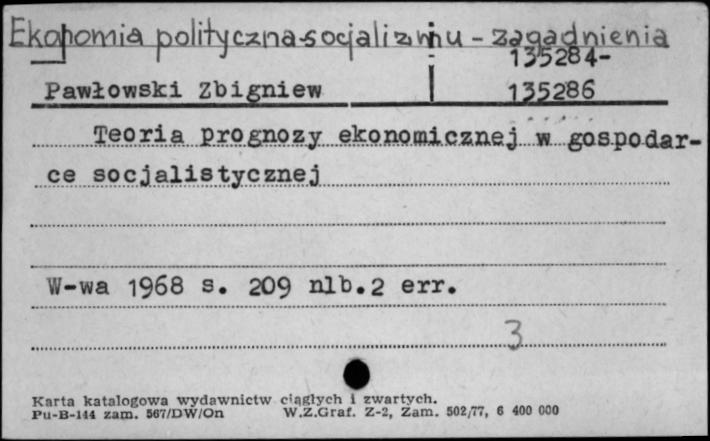 Ekonomia polityczna socjalizmu - zagadnienia
135284-
Pawłowski Zbigniew
135286
Teoria prognozy ekonomicznej w gospodar-
ce socjalistycznej
W-wa 1968 s. 209 nlb.2 err.
3
Karta katalogowa wydawnictw ciągłych i zwartych.
Pu-B-144 zam. 567/DW/On W.Z.Graf. Z-2, Zam. 502/77, 6 400 000